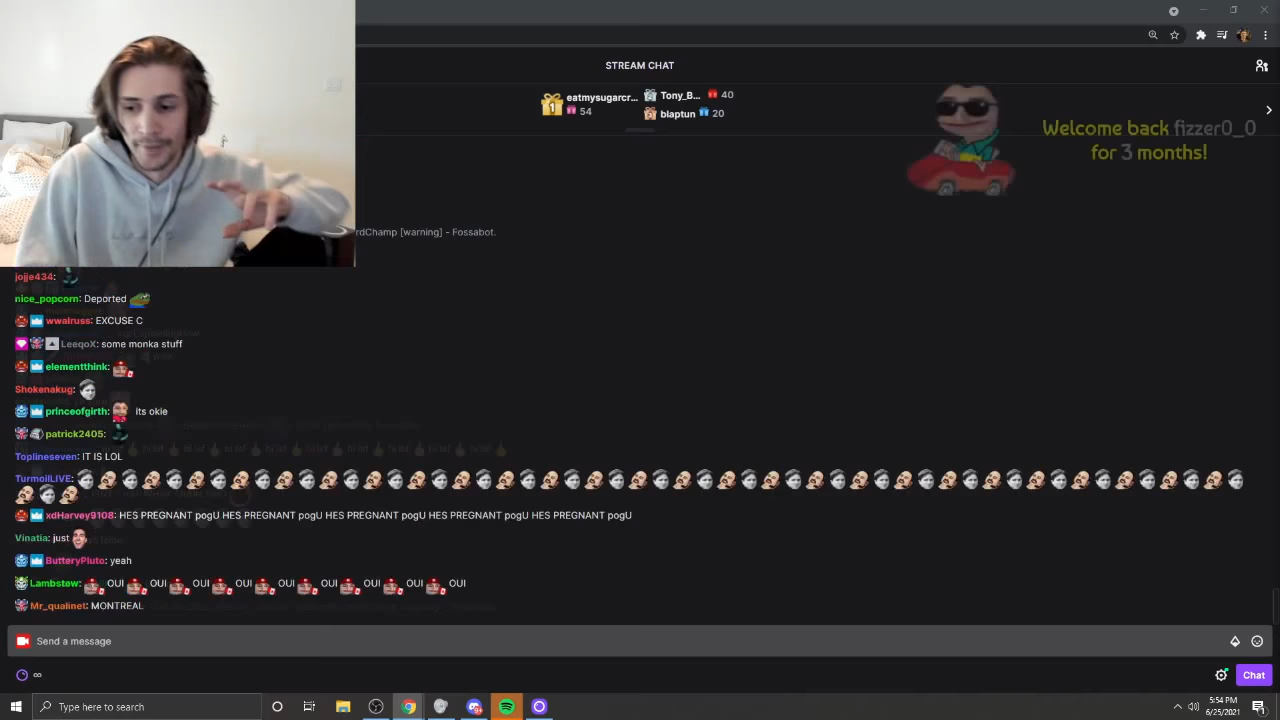 STREAM CHAT
eatmysugarcr...
54
Tony_B... 40
blaptun 20
Welcome back fizzer0_0
for 3 months!
rdChamp [warning] - Fossabot.
jojje434:
nice_popcorn: Deported
wwalruss: EXCUSE C
LeeqoX: some monka stuff
elementthink:
Shokenakug:
princeofgirth: its okie
patrick2405:
Toplineseven: IT IS LOL
TurmoilLIVE:
xdHarvey9108: HES PREGNANT pogU HES PREGNANT pogU HES PREGNANT pogU HES PREGNANT pogU HES PREGNANT pogU
Vinatia: just
ButteryPluto: yeah
Lambstew: OUI OUI OUI OUI OUI OUI OUI OUI OUI
Mr_qualinet: MONTREAL
Send a message
∞
Chat
Type here to search
5:54 PM
6/25/2021